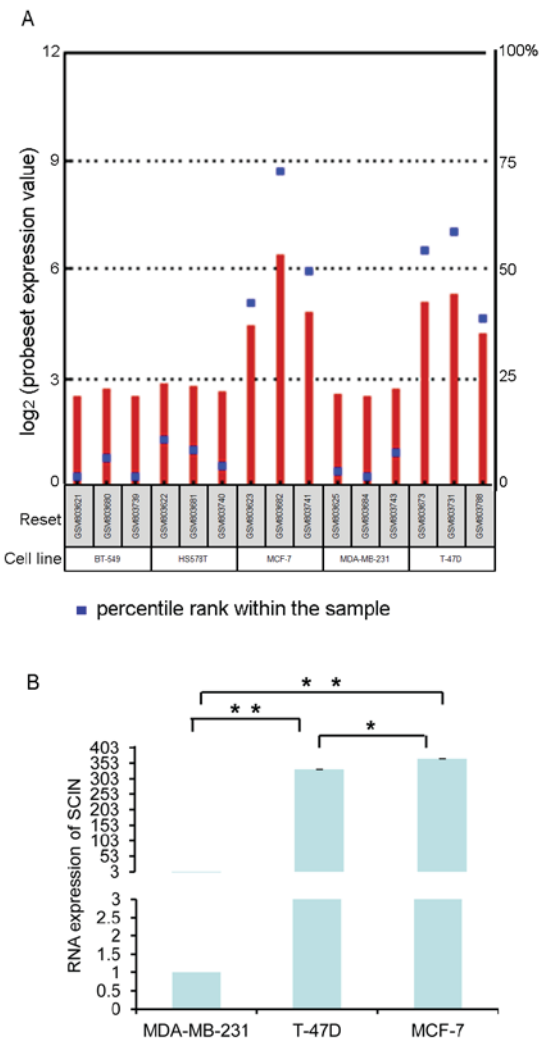 A
12
100%
9
75
6
50
3
25
0
0
log2 (probeset expression value)
Reset
GSM803621
GSM803680
GSM803739
GSM803622
GSM803681
GSM803740
GSM803623
GSM803682
GSM803741
GSM803625
GSM803684
GSM803743
GSM803673
GSM803731
GSM803788
Cell line
BT-549
HS578T
MCF-7
MDA-MB-231
T-47D
percentile rank within the sample
B
* *
* *
*
RNA expression of SCIN
403
353
303
253
203
153
103
53
3
3
2.5
2
1.5
1
0.5
0
MDA-MB-231
T-47D
MCF-7